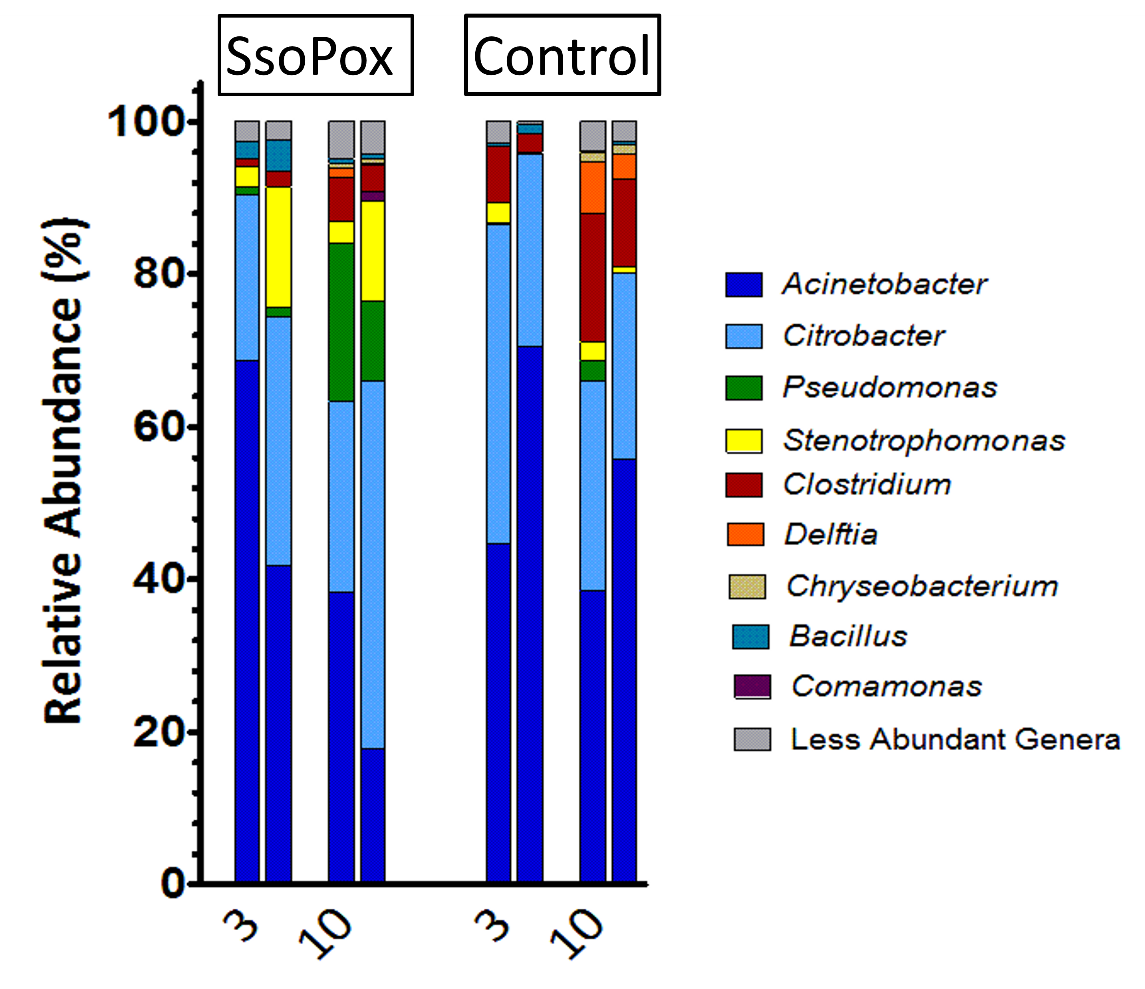 SsoPox
Control
Relative Abundance (%)
100
80
60
40
20
0
3
10
3
10
Acinetobacter
Citrobacter
Pseudomonas
Stenotrophomonas
Clostridium
Delftia
Chryseobacterium
Bacillus
Comamonas
Less Abundant Genera